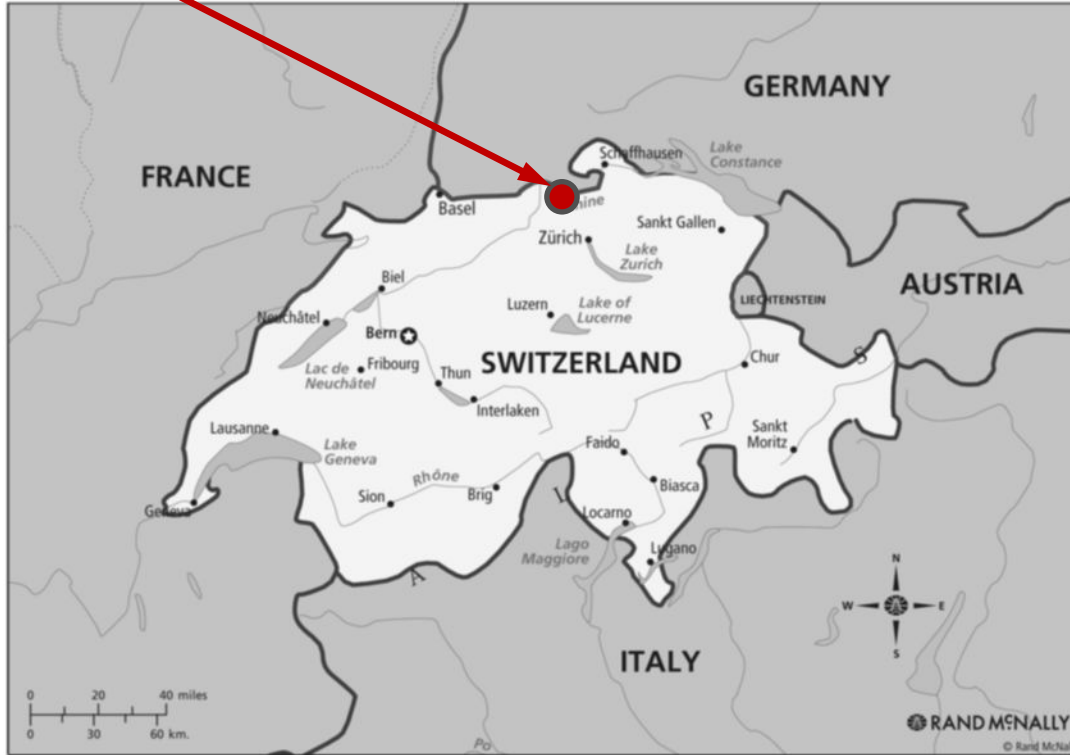 GERMANY
Lake
Constance
Schaffhausen
FRANCE
Basel
Rhine
Sankt Gallen
Zürich
Lake
Zurich
AUSTRIA
Biel
LIECHTENSTEIN
Luzern
Lake of
Lucerne
Neuchâtel
Bern
SWITZERLAND
S
Chur
Lac de
Neuchâtel
Fribourg
Thun
Interlaken
P
Sankt
Moritz
Lausanne
Lake
Geneva
Faido
Rhône
Sion
Brig
L
Biasca
Geneva
Locarno
Lago
Maggiore
Lugano
A
N
W
E
S
ITALY
0 20 40 miles
0 30 60 km.
RAND MCNALLY
Po
© Rand McNal